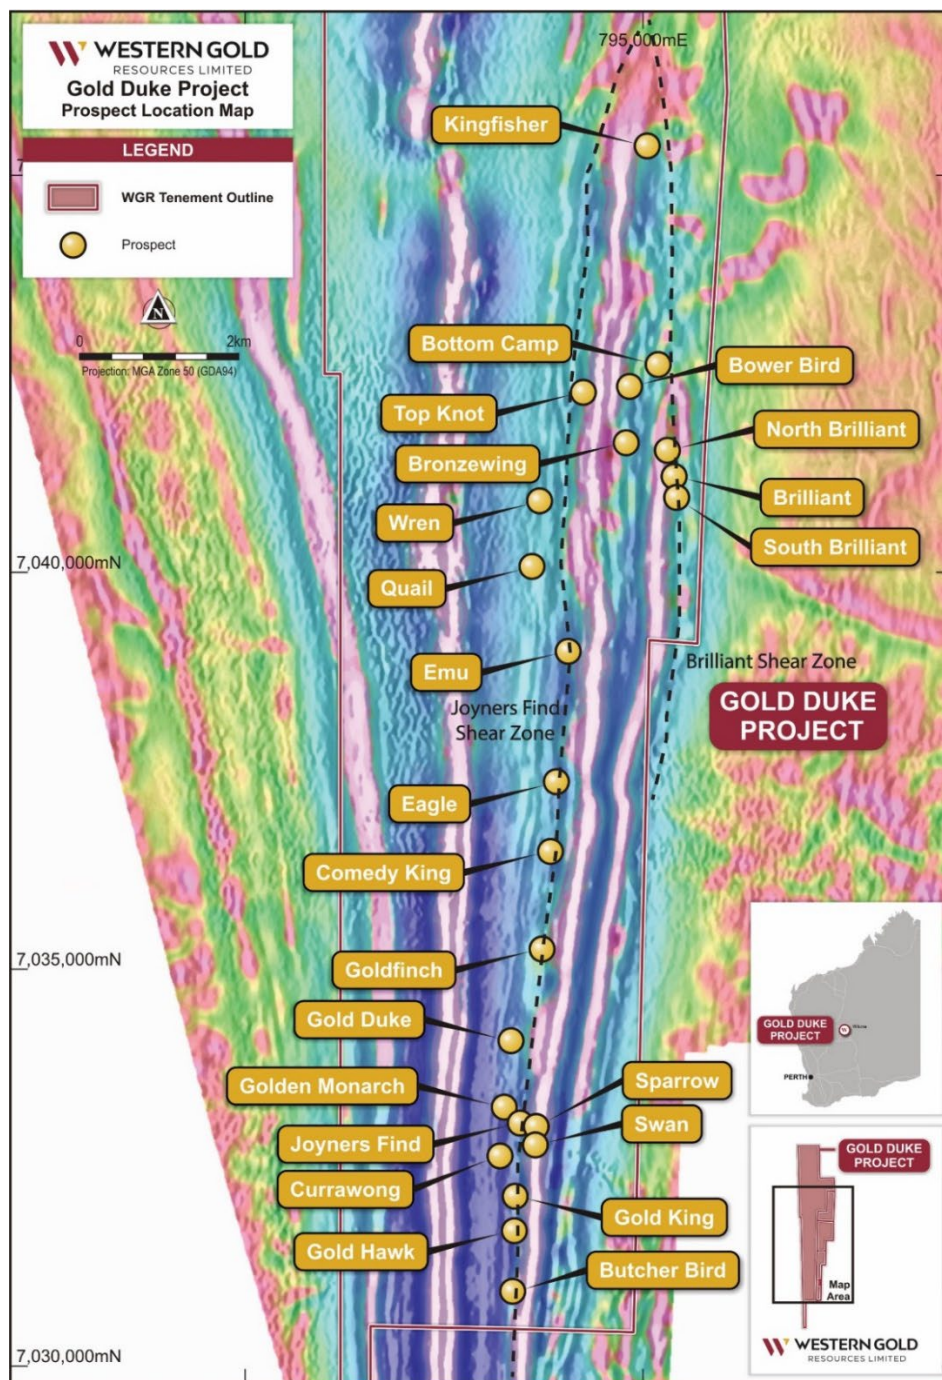 WESTERN GOLD
RESOURCES LIMITED
Gold Duke Project
Prospect Location Map
LEGEND
WGR Tenement Outline
Prospect
N
0
2km
Projection: MGA Zone 50 (GDA94)
795,000mE
Kingfisher
Bottom Camp
Bower Bird
Top Knot
North Brilliant
Bronzewing
Brilliant
Wren
South Brilliant
7,040,000mN
Quail
Emu
Brilliant Shear Zone
Joyners Find
Shear Zone
GOLD DUKE
PROJECT
Eagle
Comedy King
7,035,000mN
Goldfinch
Gold Duke
Golden Monarch
Sparrow
Joyners Find
Swan
Currawong
Gold King
Gold Hawk
Butcher Bird
7,030,000mN
GOLD DUKE
PROJECT
W
Wiluna
PERTH
GOLD DUKE
PROJECT
Map
Area
WESTERN GOLD
RESOURCES LIMITED